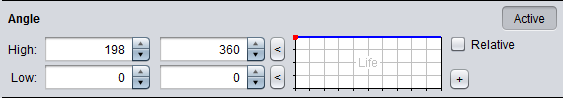 Angle Active
High: 198 360 < Relative
Life
Low: 0 0 < +